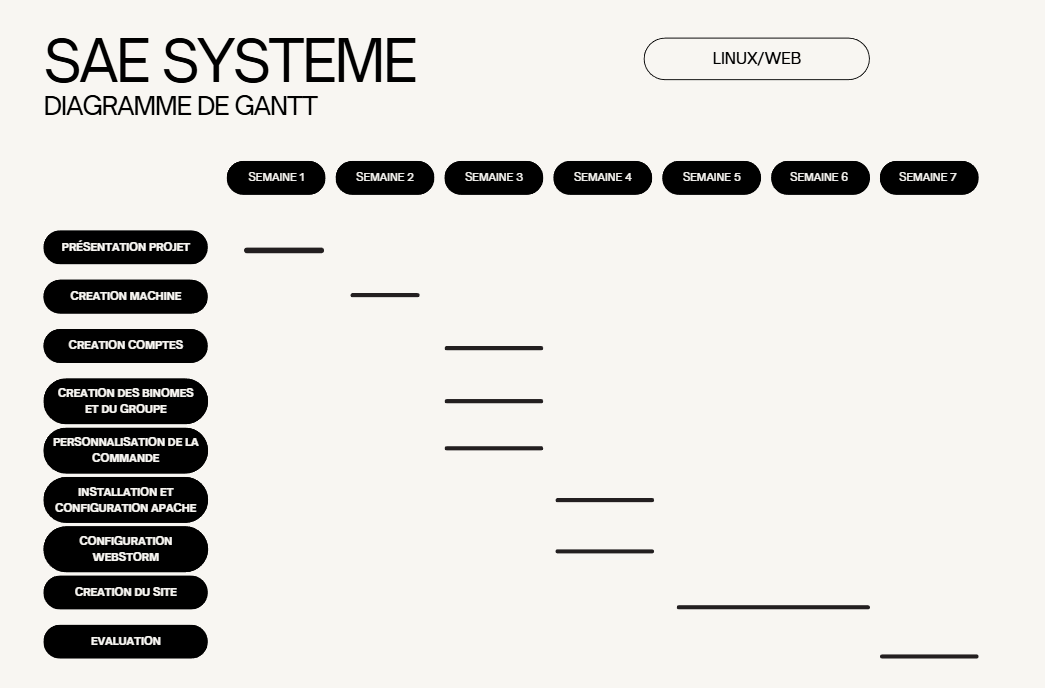 SAE SYSTEME
LINUX/WEB
DIAGRAMME DE GANTT
SEMAINE 1 SEMAINE 2 SEMAINE 3 SEMAINE 4 SEMAINE 5 SEMAINE 6 SEMAINE 7
PRÉSENTATION PROJET
CREATION MACHINE
CREATION COMPTES
CREATION DES BINOMES
ET DU GROUPE
PERSONNALISATION DE LA
COMMANDE
INSTALLATION ET
CONFIGURATION APACHE
CONFIGURATION
WEBSTORM
CREATION DU SITE
EVALUATION